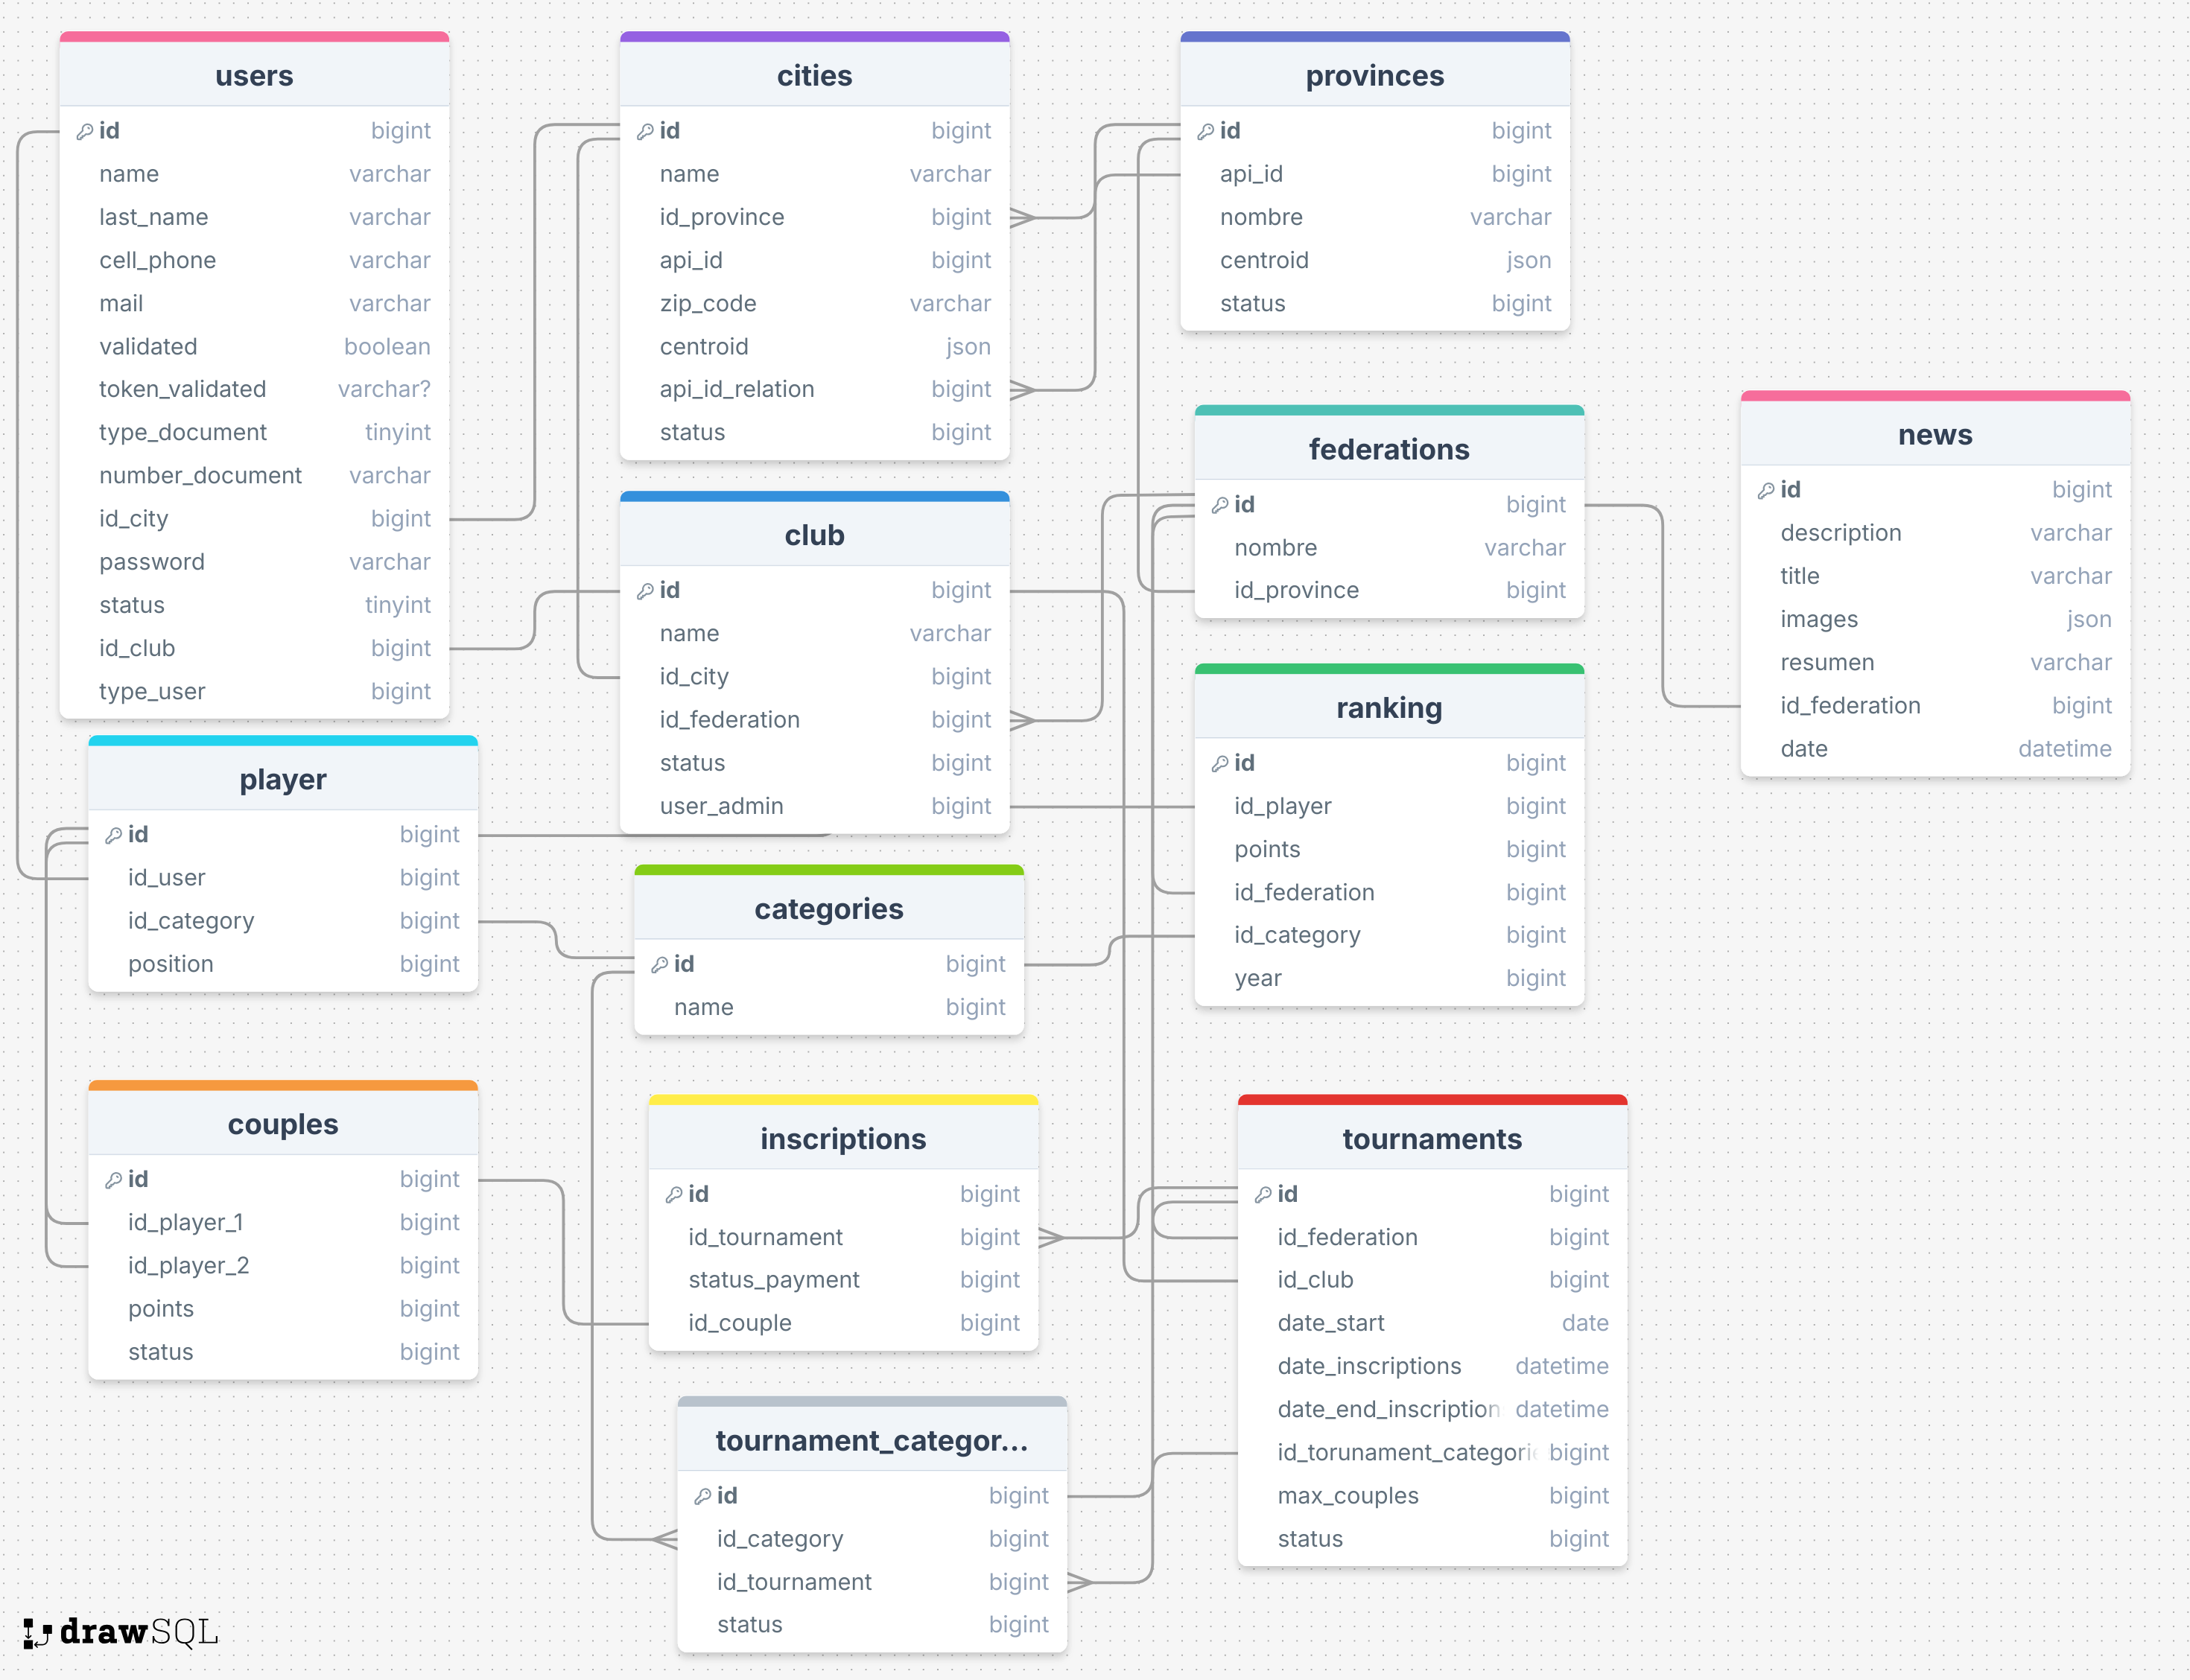 users
id bigint
name varchar
last_name varchar
cell_phone varchar
mail varchar
validated boolean
token_validated varchar?
type_document tinyint
number_document varchar
id_city bigint
password varchar
status tinyint
id_club bigint
type_user bigint
cities
id bigint
name varchar
id_province bigint
api_id bigint
zip_code varchar
centroid json
api_id_relation bigint
status bigint
provinces
id bigint
api_id bigint
nombre varchar
centroid json
status bigint
federations
id bigint
nombre varchar
id_province bigint
news
id bigint
description varchar
title varchar
images json
resumen varchar
id_federation bigint
date datetime
club
id bigint
name varchar
id_city bigint
id_federation bigint
status bigint
user_admin bigint
ranking
id bigint
id_player bigint
points bigint
id_federation bigint
id_category bigint
year bigint
player
id bigint
id_user bigint
id_category bigint
position bigint
categories
id bigint
name bigint
couples
id bigint
id_player_1 bigint
id_player_2 bigint
points bigint
status bigint
inscriptions
id bigint
id_tournament bigint
status_payment bigint
id_couple bigint
tournaments
id bigint
id_federation bigint
id_club bigint
date_start date
date_inscriptions datetime
date_end_inscription datetime
id_torunament_categori bigint
max_couples bigint
status bigint
tournament_categor...
id bigint
id_category bigint
id_tournament bigint
status bigint
drawSQL